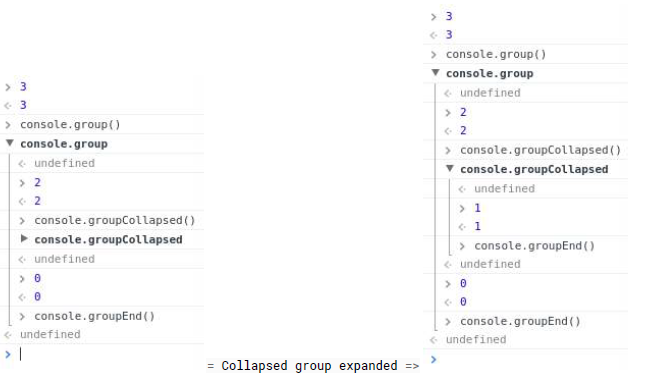 > 3
<· 3
> console.group()
▼ console.group
<· undefined
> 2
<· 2
> console.groupCollapsed()
▶ console.groupCollapsed
<· undefined
> 0
<· 0
> console.groupEnd()
<· undefined
>
= Collapsed group expanded =>
> 3
<· 3
> console.group()
▼ console.group
<· undefined
> 2
<· 2
> console.groupCollapsed()
▼ console.groupCollapsed
<· undefined
> 1
<· 1
> console.groupEnd()
<· undefined
> 0
<· 0
> console.groupEnd()
<· undefined
>